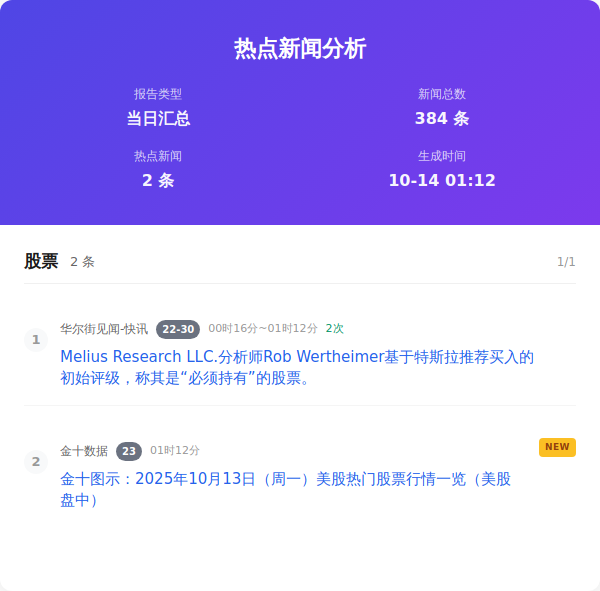 热点新闻分析
报告类型
当日汇总
新闻总数
384 条
热点新闻
2 条
生成时间
10-14 01:12
股票 2 条 1/1
1 华尔街见闻-快讯 22-30 00时16分~01时12分 2次
Melius Research LLC.分析师Rob Wertheimer基于特斯拉推荐买入的
初始评级，称其是“必须持有”的股票。
2 金十数据 23 01时12分 NEW
金十图示：2025年10月13日（周一）美股热门股票行情一览（美股
盘中）